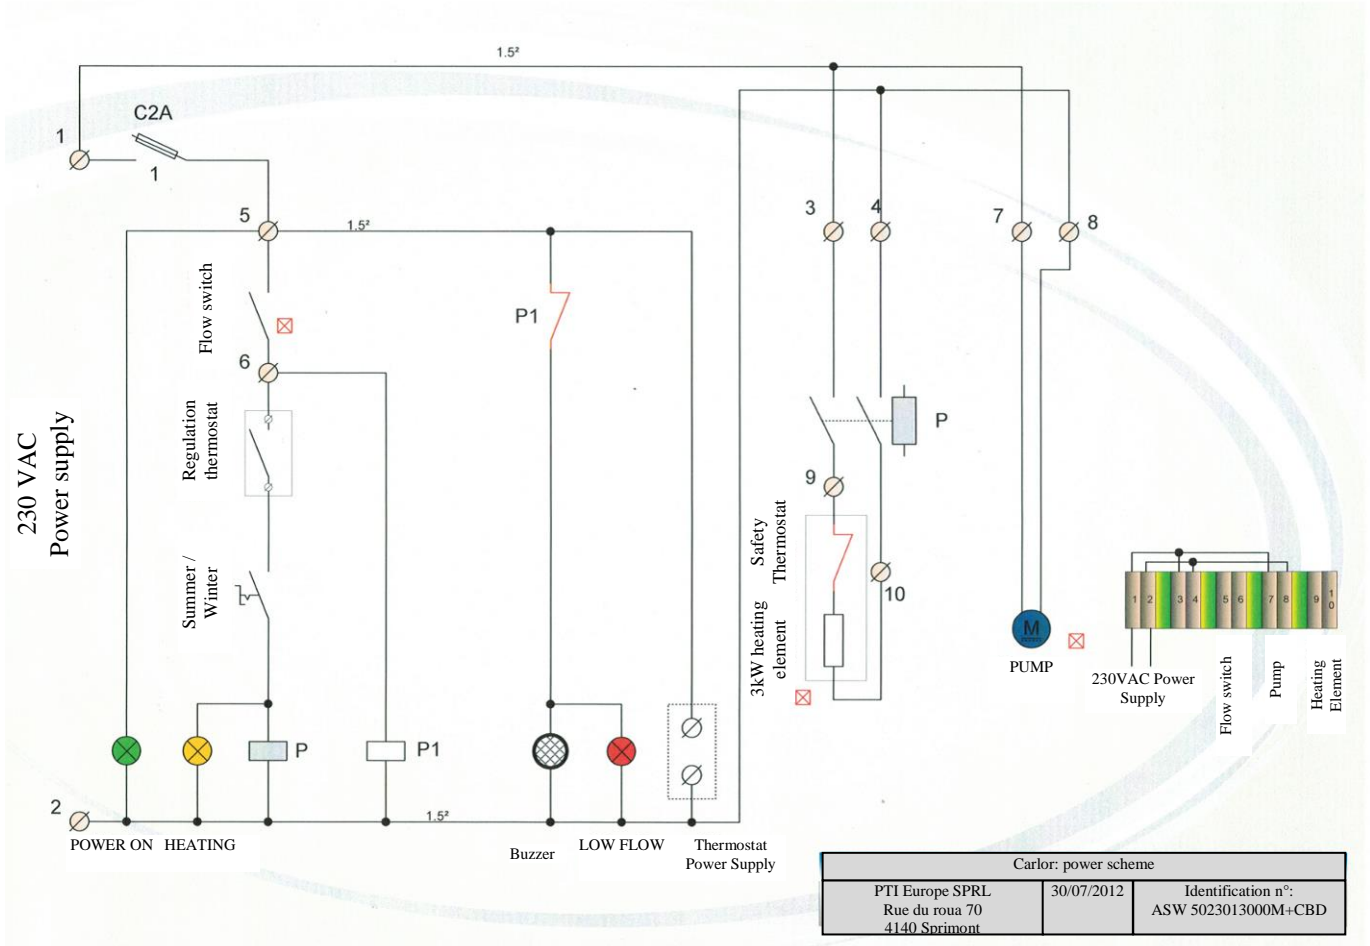 1.5²
C2A
1
1
5
1.5²
3
4
7
8
Flow switch
P1
6
Regulation
thermostat
P
230 VAC
Power supply
9
Safety
Thermostat
Summer /
Winter
10
3kW heating
element
M
PUMP
1 2 3 4 5 6 7 8 9 10
230VAC Power
Supply
Flow switch
Pump
Heating
Element
P
P1
2
1.5²
POWER ON
HEATING
Buzzer
LOW FLOW
Thermostat
Power Supply
Carlor: power scheme
PTI Europe SPRL
Rue du roua 70
4140 Sprimont
30/07/2012
Identification n°:
ASW 5023013000M+CBD